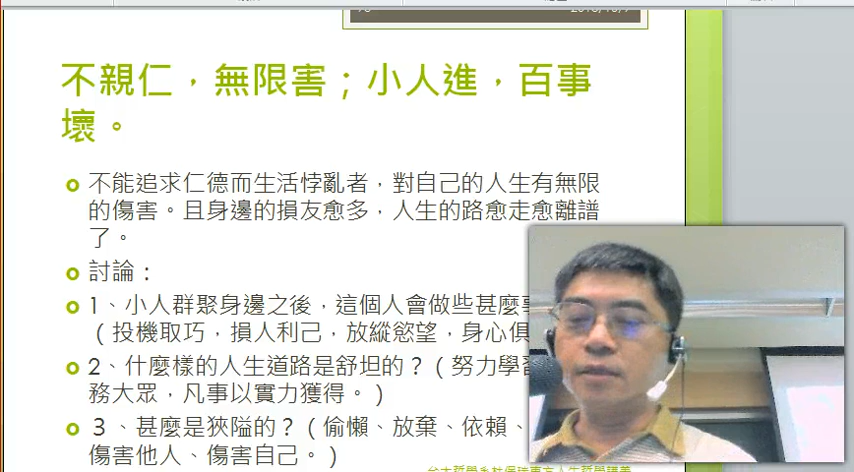 不親仁，無限害；小人進，百事
壞。
不能追求仁德而生活悖亂者，對自己的人生有無限
的傷害。且身邊的損友愈多，人生的路愈走愈離譜
了。
討論：
1、小人群聚身邊之後，這個人會做些甚麼
（投機取巧，損人利己，放縱慾望，身心俱
2、什麼樣的人生道路是舒坦的？（努力學
務大眾，凡事以實力獲得。）
３、甚麼是狹隘的？（偷懶、放棄、依賴、
傷害他人、傷害自己。）